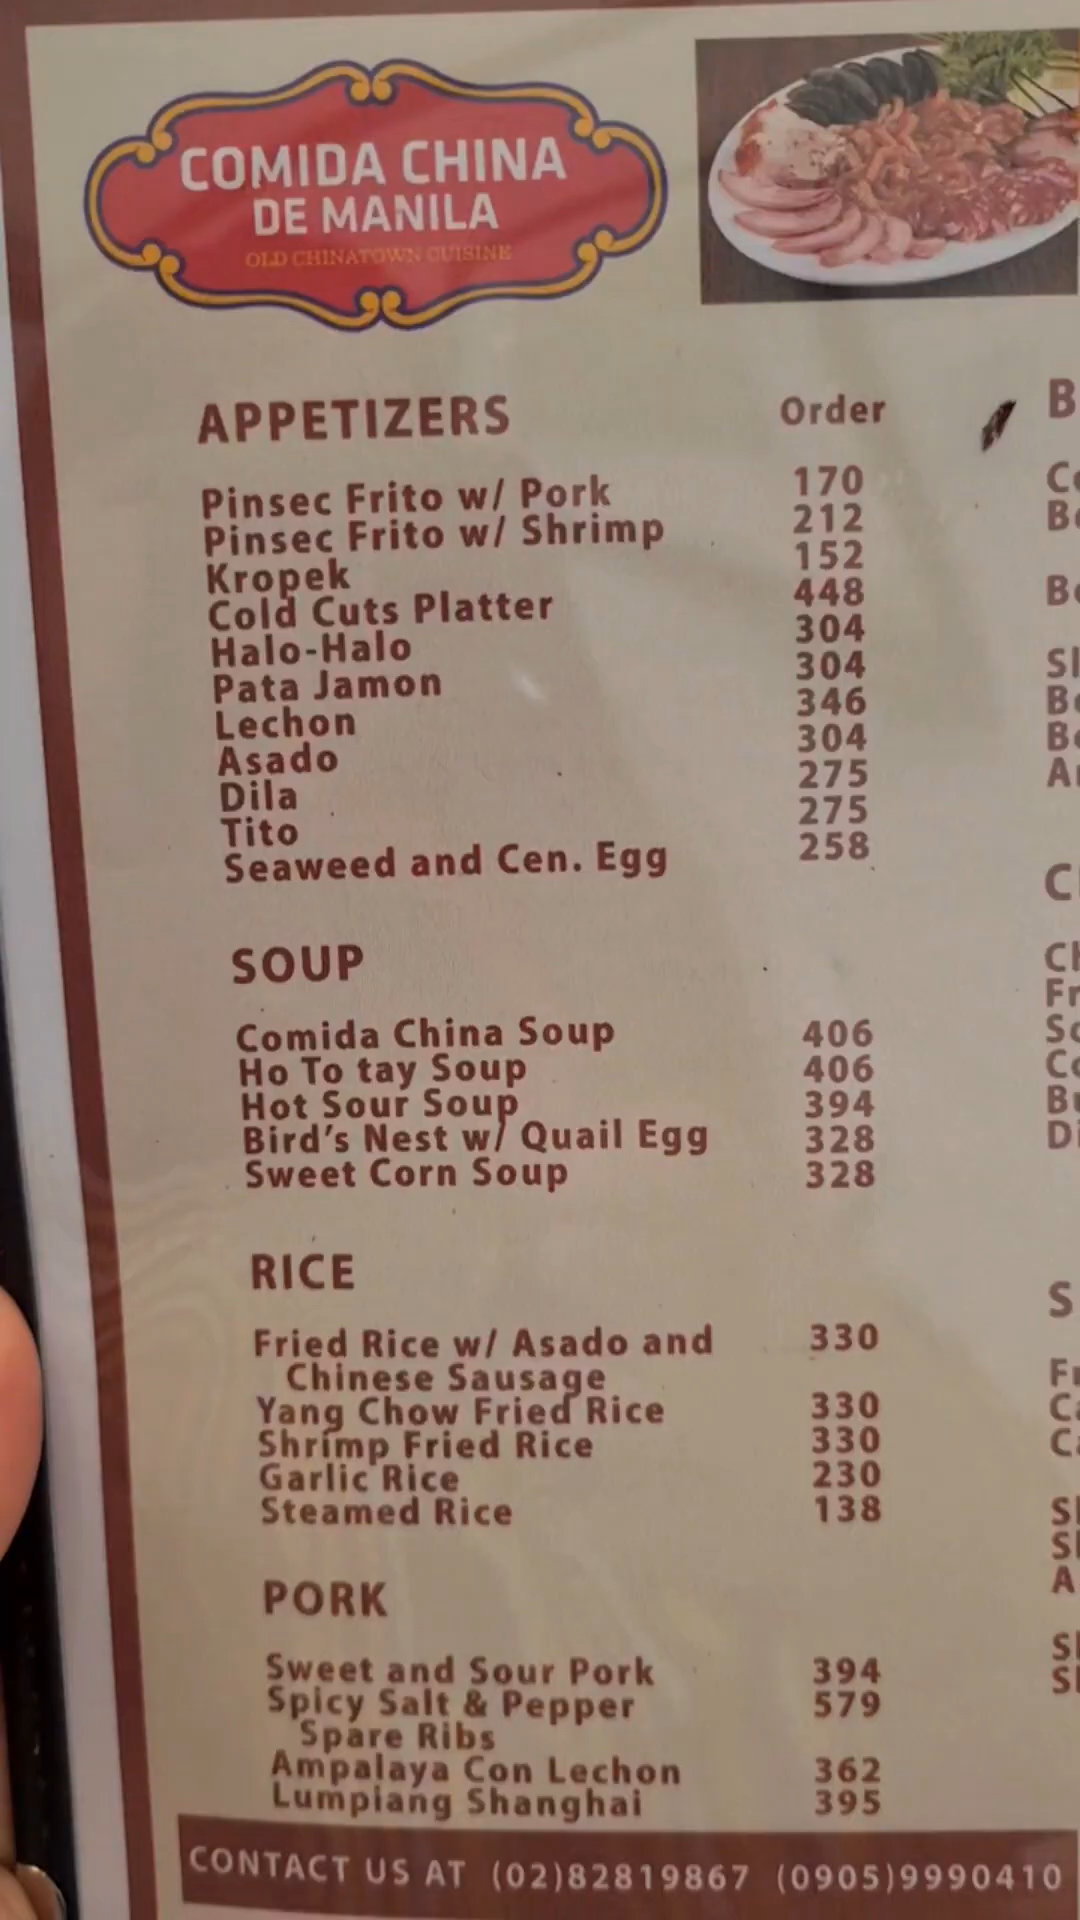 COMIDA CHINA
DE MANILA
OLD CHINATOWN CUISINE
APPETIZERS Order
Pinsec Frito w/ Pork 170
Pinsec Frito w/ Shrimp 212
Kropek 152
Cold Cuts Platter 448
Halo-Halo 304
Pata Jamon 304
Lechon 346
Asado 304
Dila 275
Tito 275
Seaweed and Cen. Egg 258
SOUP
Comida China Soup 406
Ho To tay Soup 406
Hot Sour Soup 394
Bird's Nest w/ Quail Egg 328
Sweet Corn Soup 328
RICE
Fried Rice w/ Asado and 330
Chinese Sausage
Yang Chow Fried Rice 330
Shrimp Fried Rice 330
Garlic Rice 230
Steamed Rice 138
PORK
Sweet and Sour Pork 394
Spicy Salt & Pepper 579
Spare Ribs
Ampalaya Con Lechon 362
Lumpiang Shanghai 395
CONTACT US AT (02)82819867 (0905)9990410